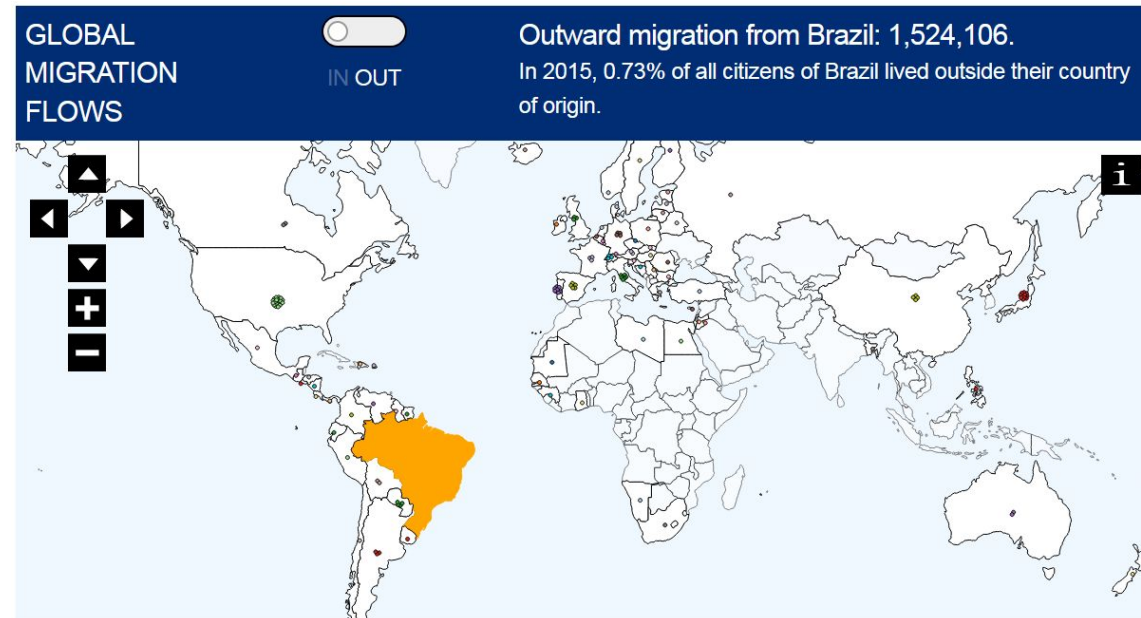 GLOBAL
MIGRATION
FLOWS
IN OUT
Outward migration from Brazil: 1,524,106.
In 2015, 0.73% of all citizens of Brazil lived outside their country
of origin.
i